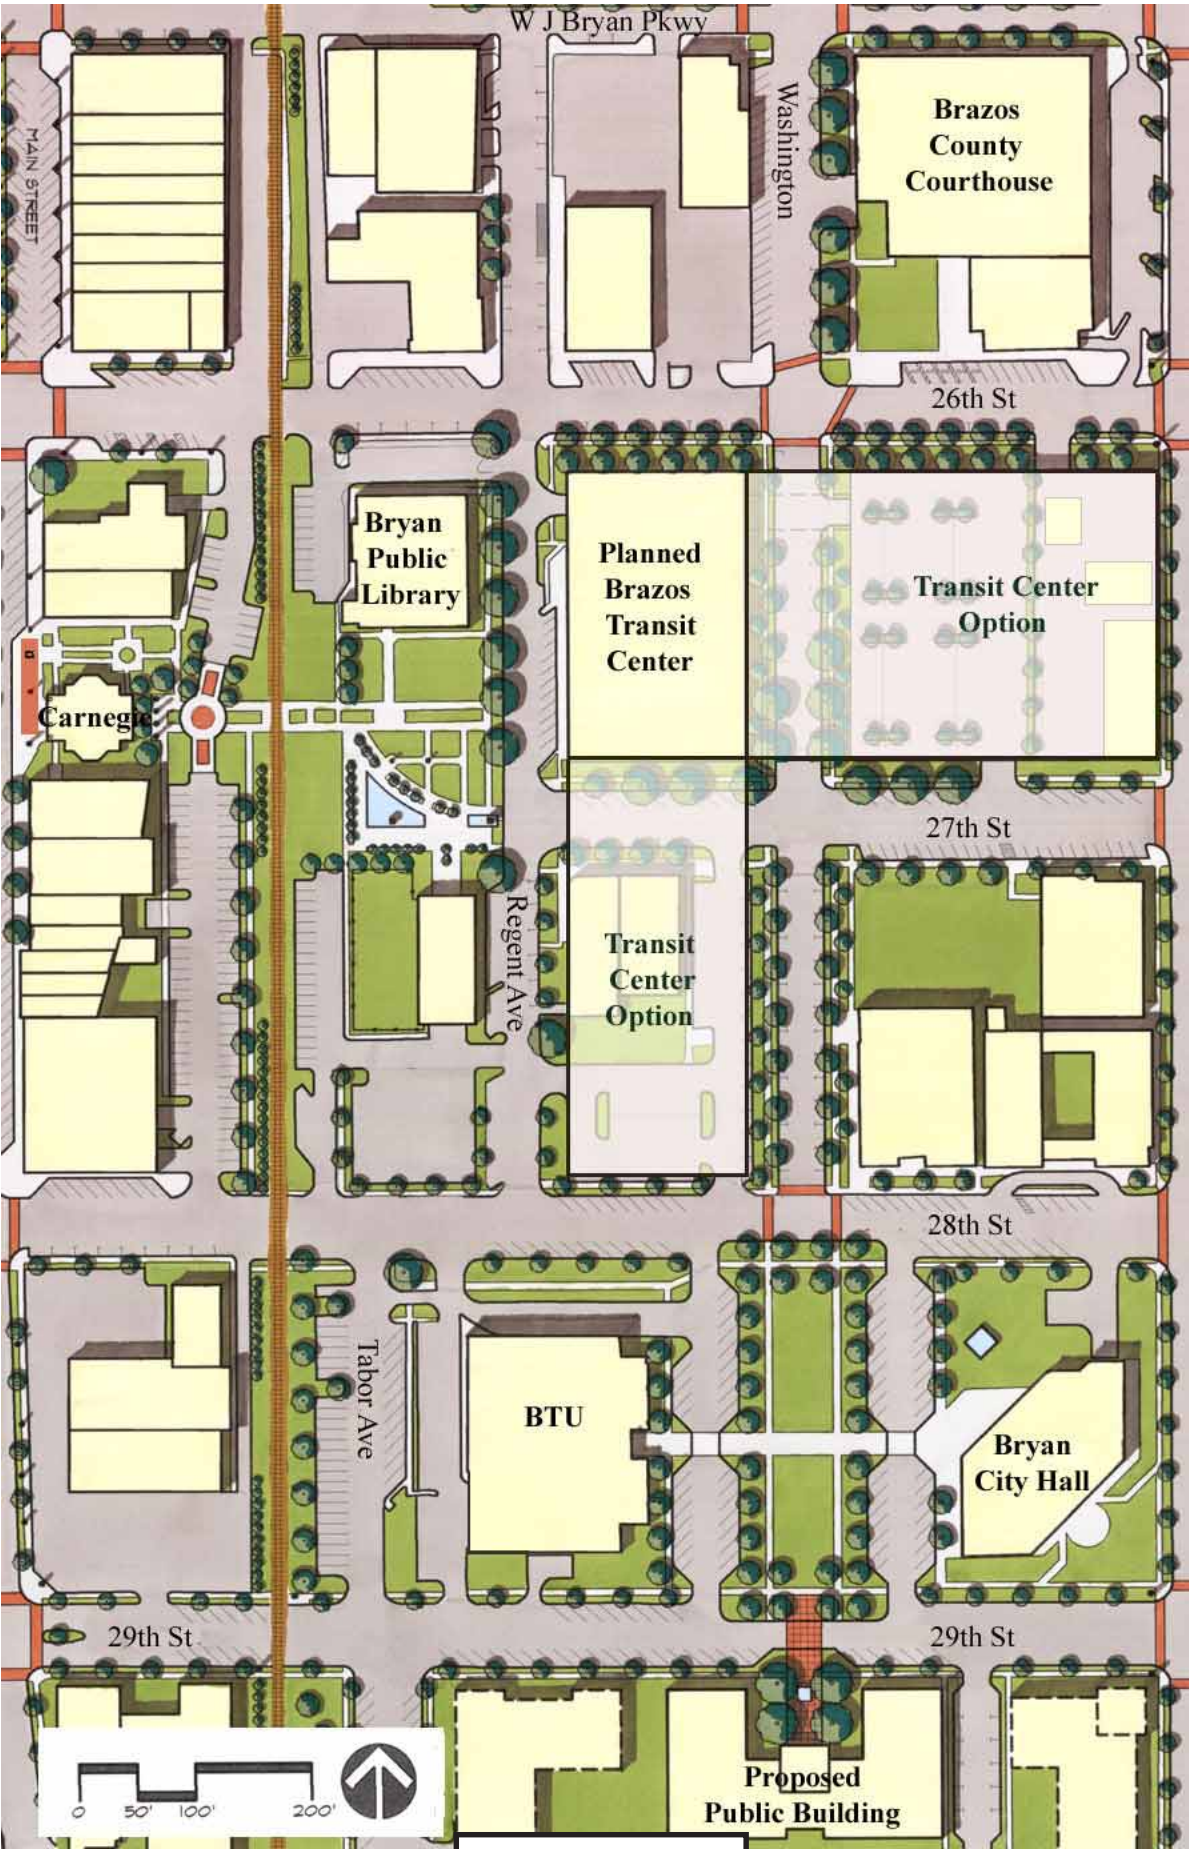 W J Bryan Pkwy
MAIN STREET
Washington
Brazos
County
Courthouse
26th St
Bryan
Public
Library
Planned
Brazos
Transit
Center
Transit Center
Option
Carnegie
27th St
Regent Ave
Transit
Center
Option
28th St
Tabor Ave
BTU
Bryan
City Hall
29th St
29th St
0 50' 100' 200'
Proposed
Public Building